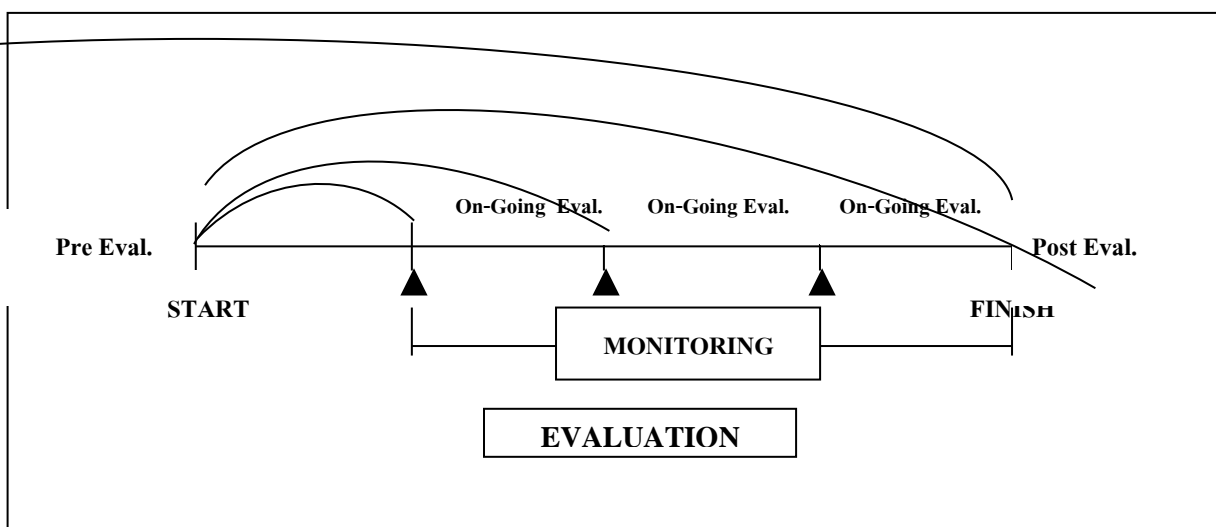 On-Going Eval. On-Going Eval. On-Going Eval.
Pre Eval. Post Eval.
START FINISH
MONITORING
EVALUATION